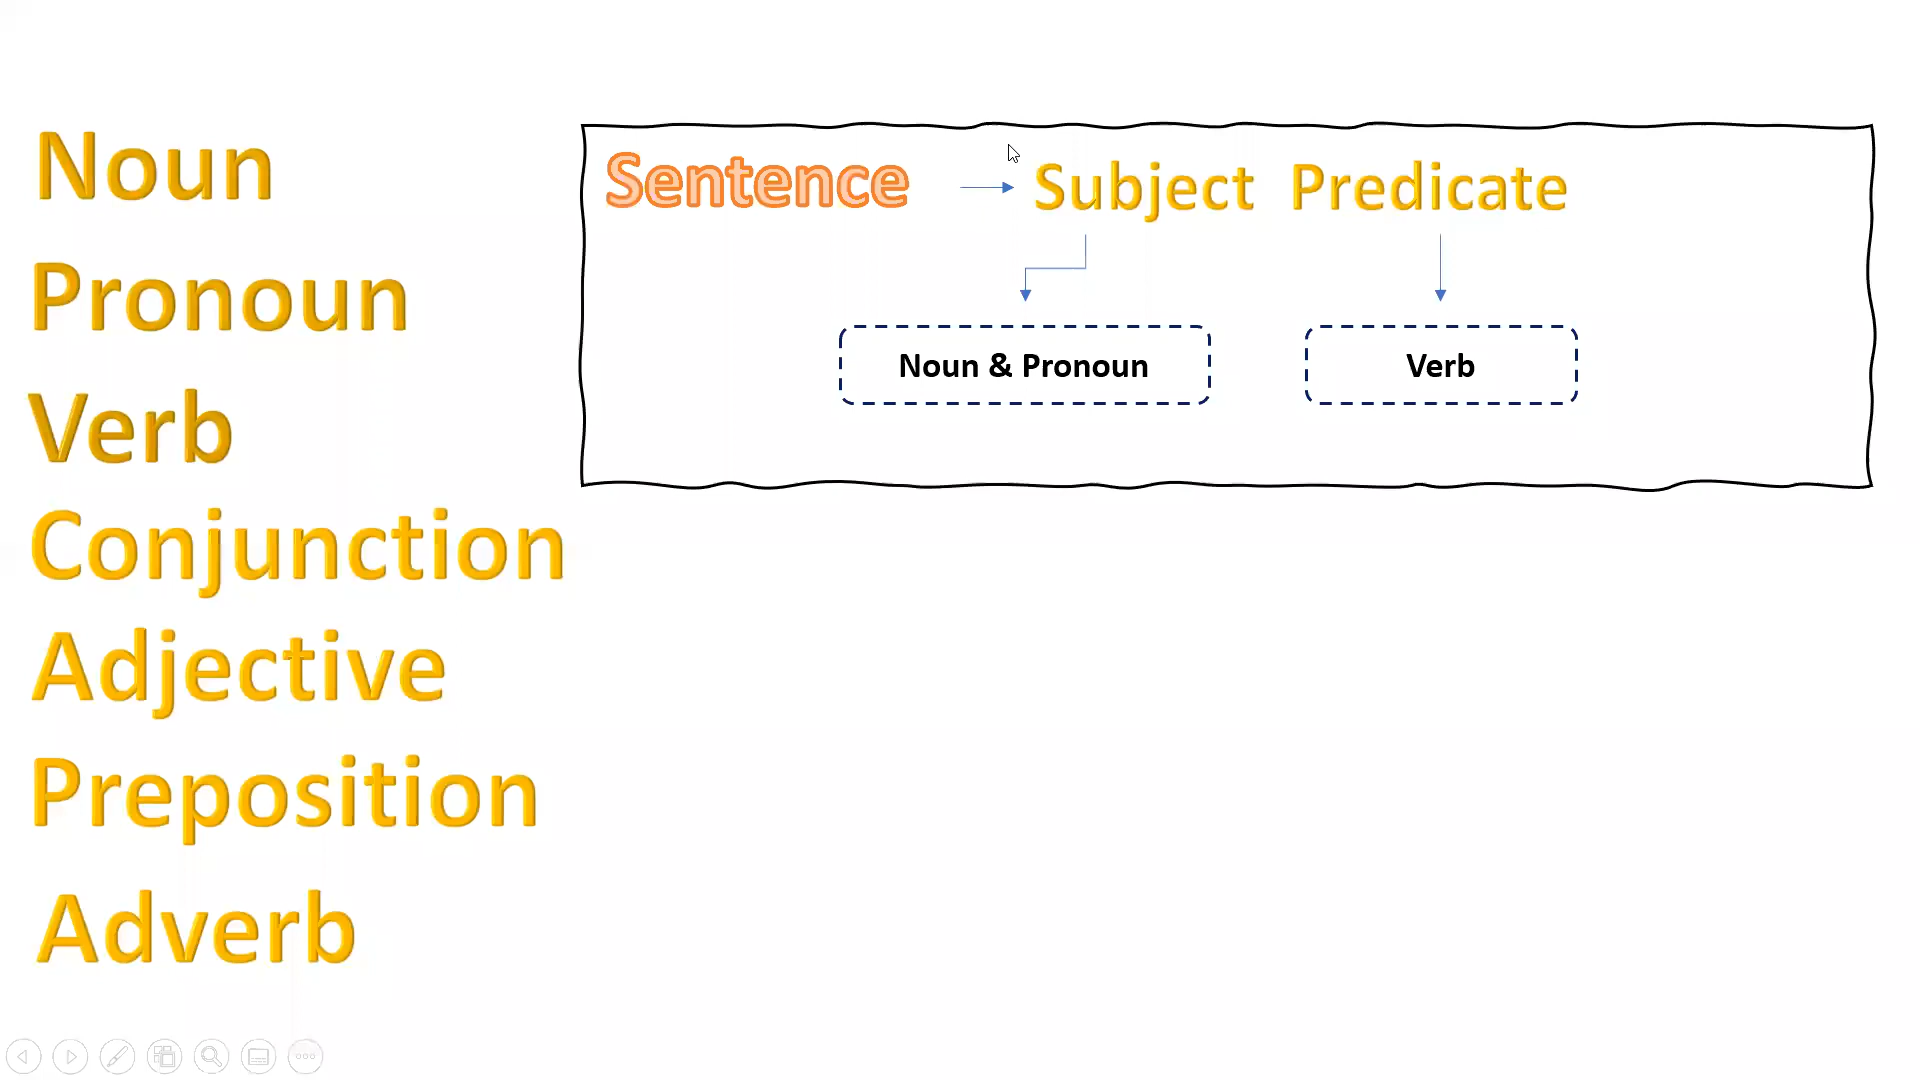 Noun
Pronoun
Verb
Conjunction
Adjective
Preposition
Adverb
Sentence Subject Predicate
Noun & Pronoun Verb